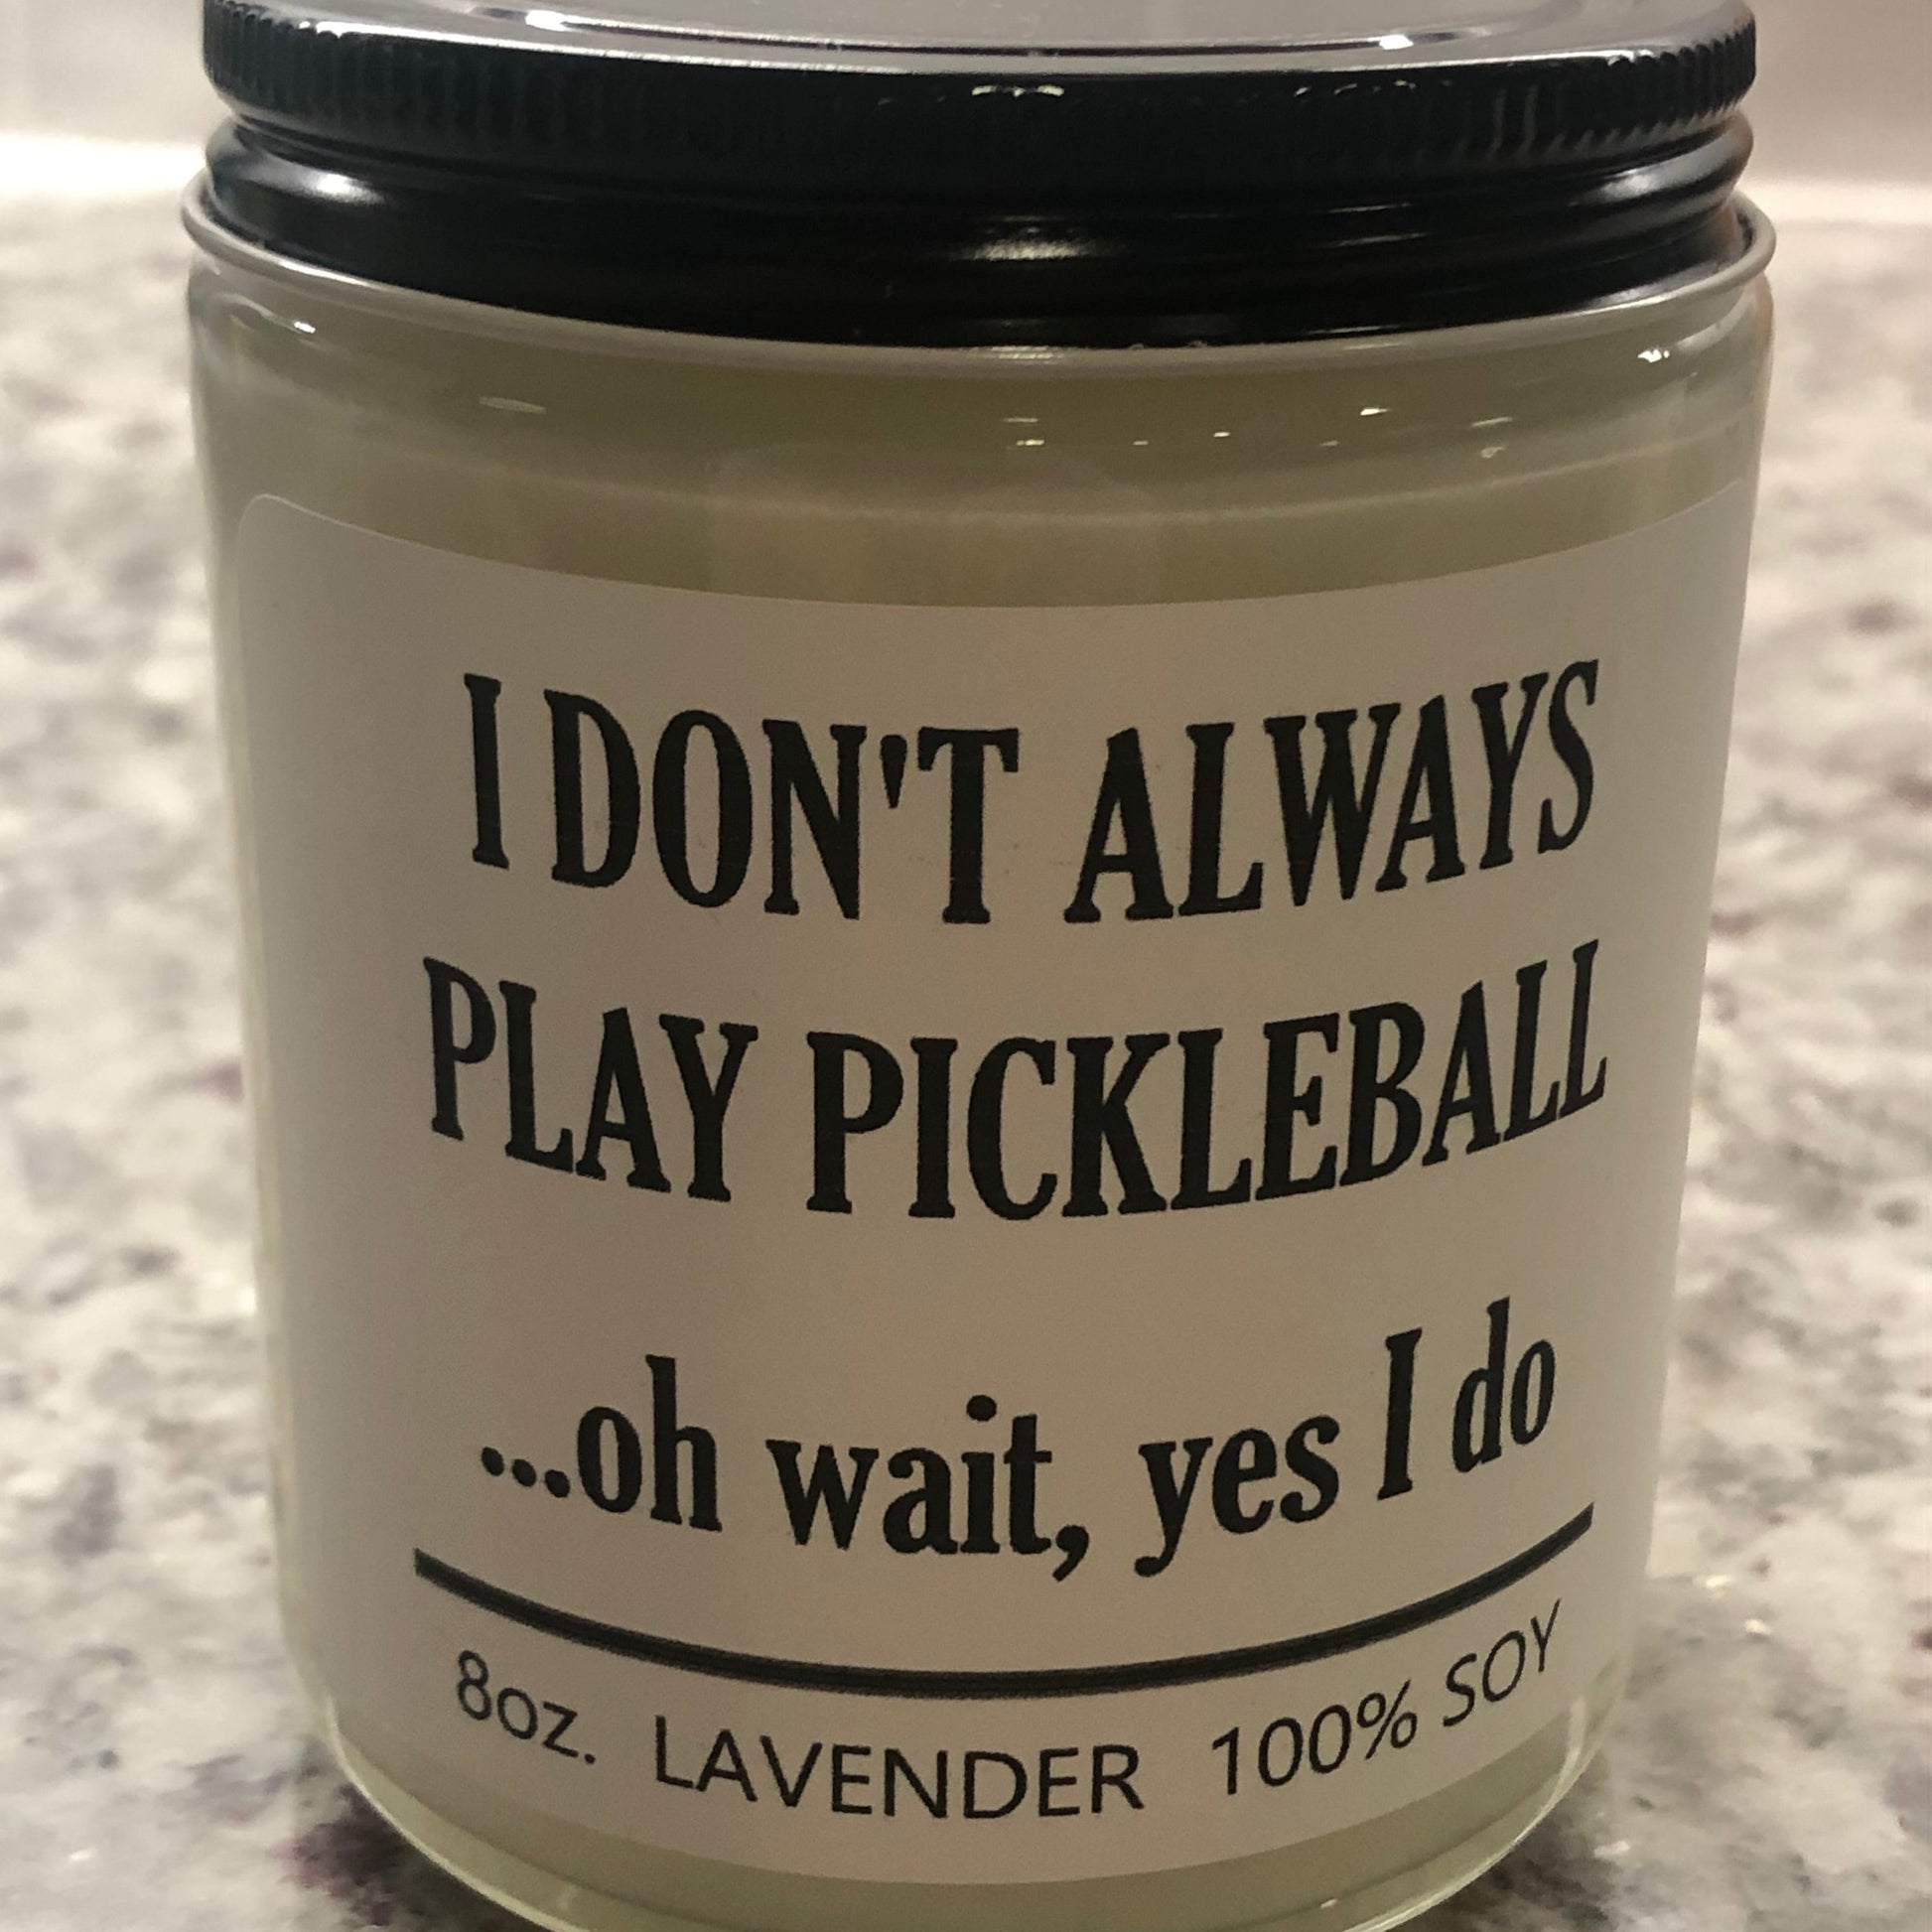 I DON'T ALWAYS
PLAY PICKLEBALL
...oh wait, yes I do
8oz. LAVENDER 100% SOY